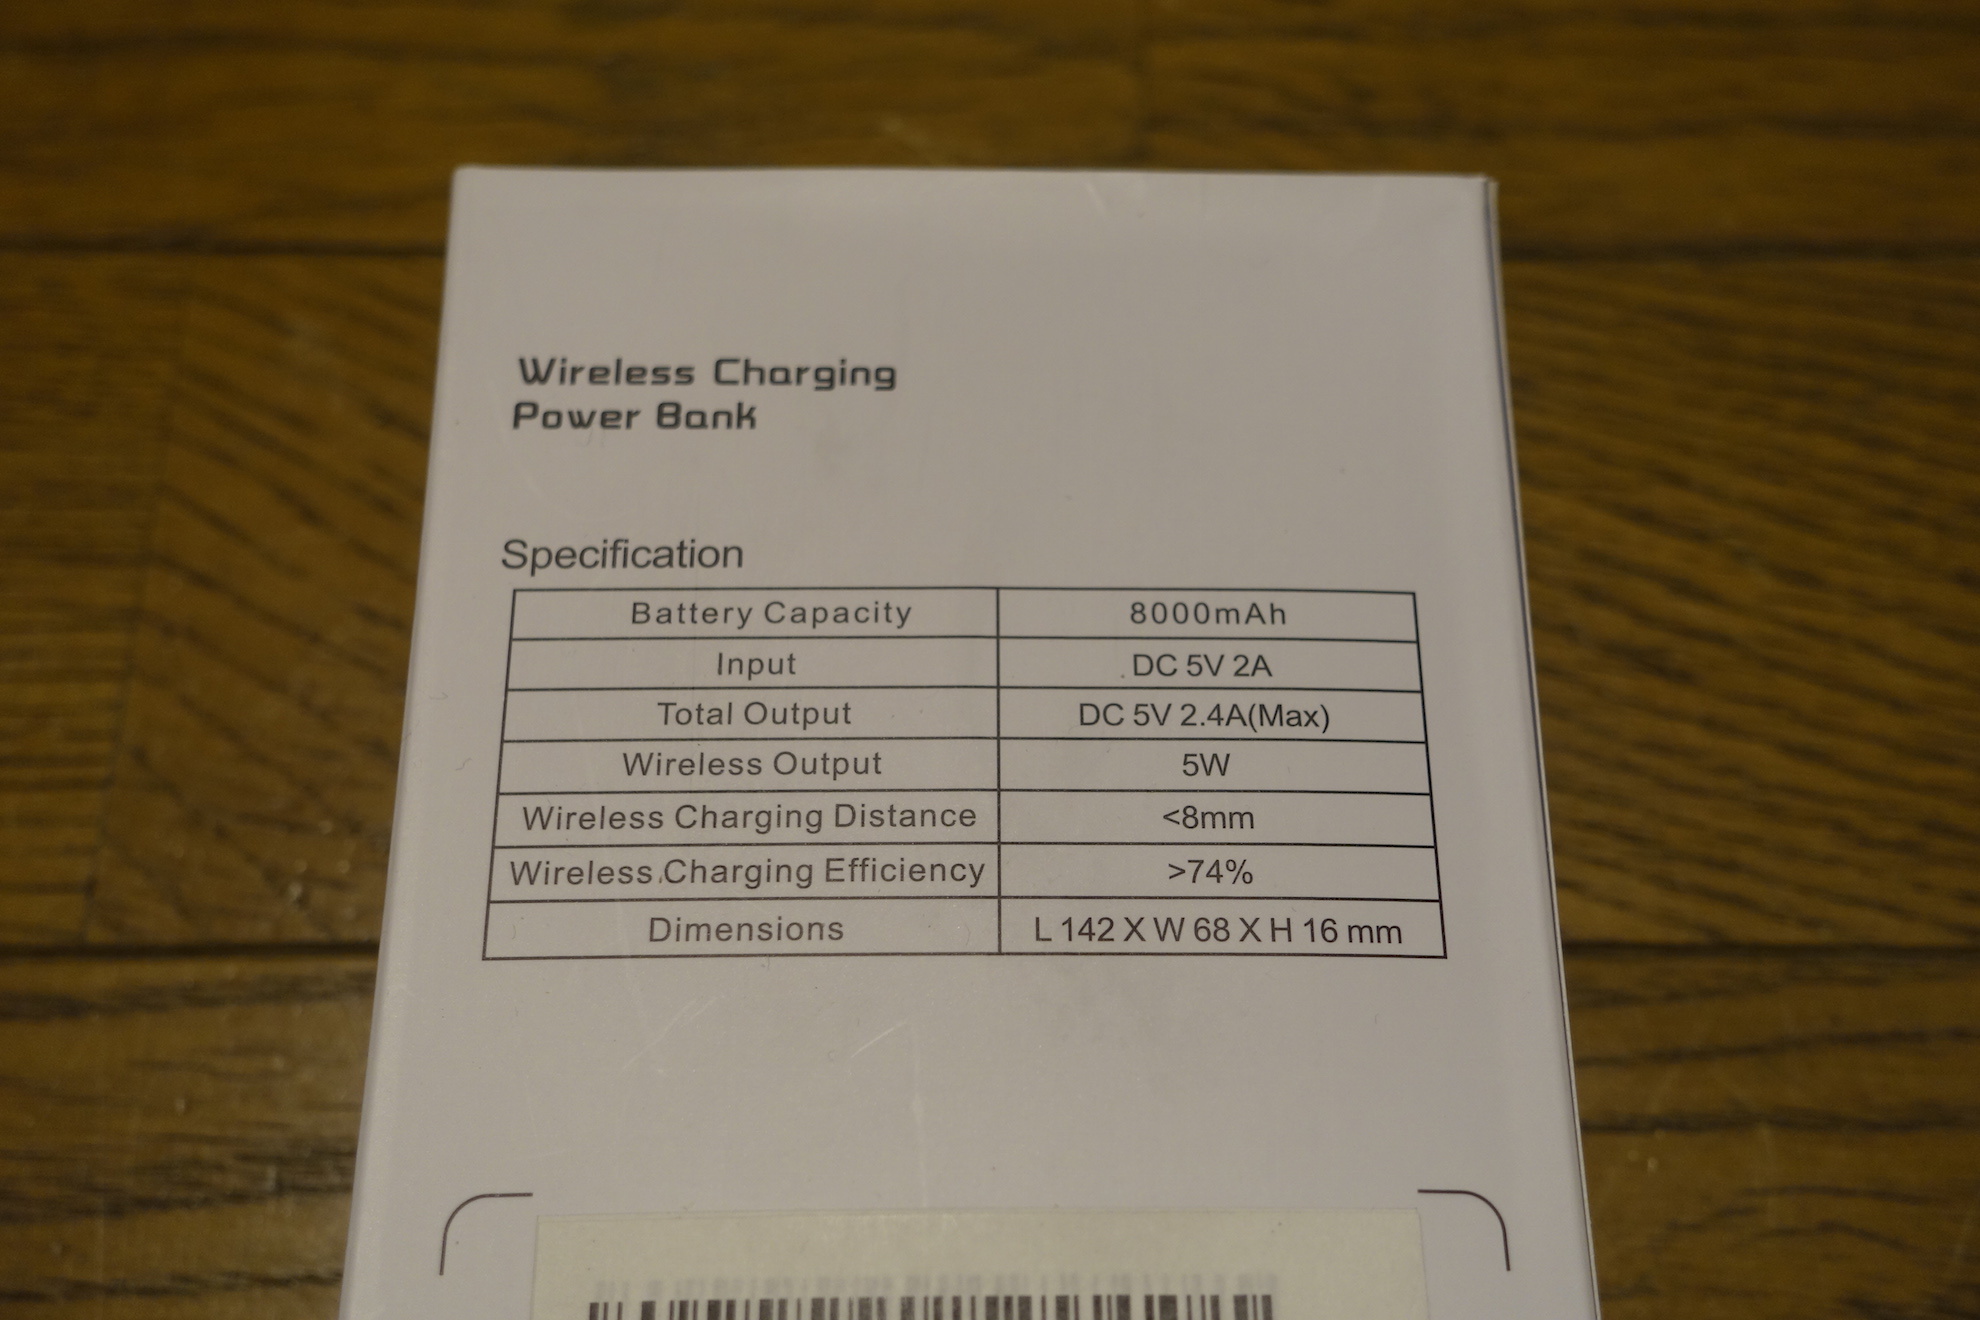 Wireless Charging
Power Bank
Specification
Battery Capacity 8000mAh
Input DC 5V 2A
Total Output DC 5V 2.4A(Max)
Wireless Output 5W
Wireless Charging Distance <8mm
Wireless Charging Efficiency >74%
Dimensions L 142 X W 68 X H 16 mm